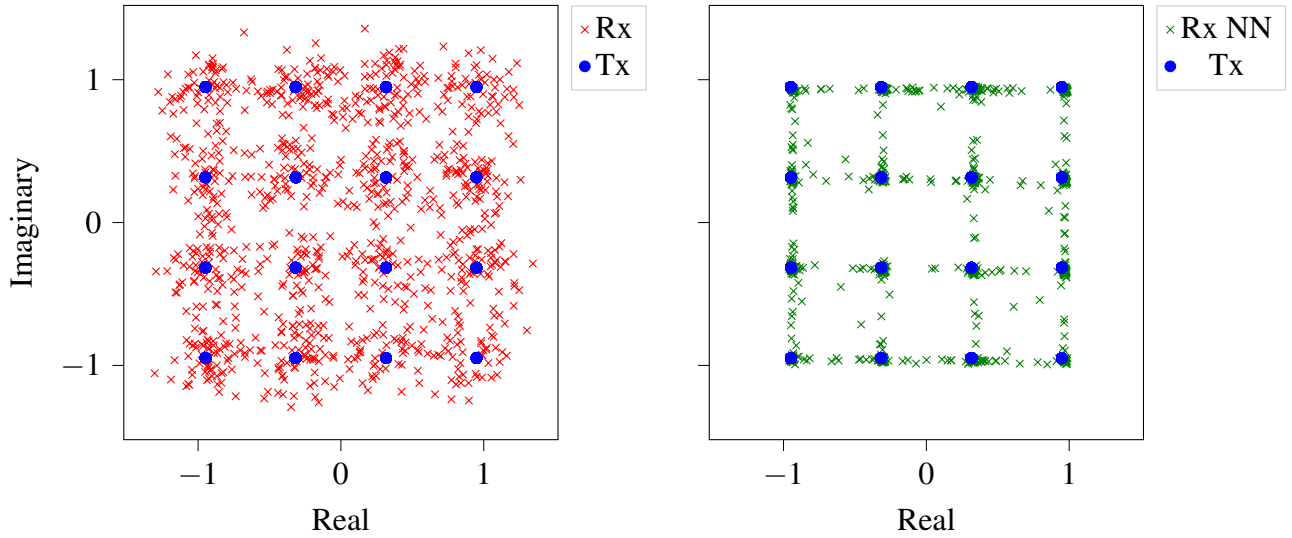 Rx
Tx
Rx NN
Tx
1
0
−1
Imaginary
−1 0 1
−1 0 1
Real
Real